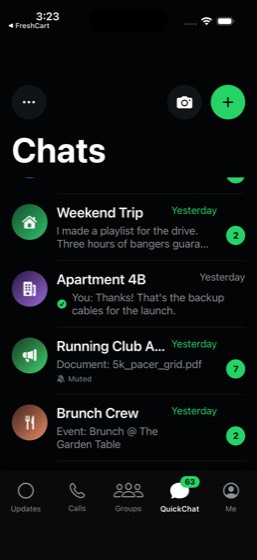 3:23
◀ FreshCart
Chats
Weekend Trip Yesterday
I made a playlist for the drive.
Three hours of bangers guara... 2
Apartment 4B Yesterday
You: Thanks! That's the backup
cables for the launch.
Running Club A... Yesterday
Document: 5k_pacer_grid.pdf 7
Muted
Brunch Crew Yesterday
Event: Brunch @ The
Garden Table 2
63
Updates Calls Groups QuickChat Me